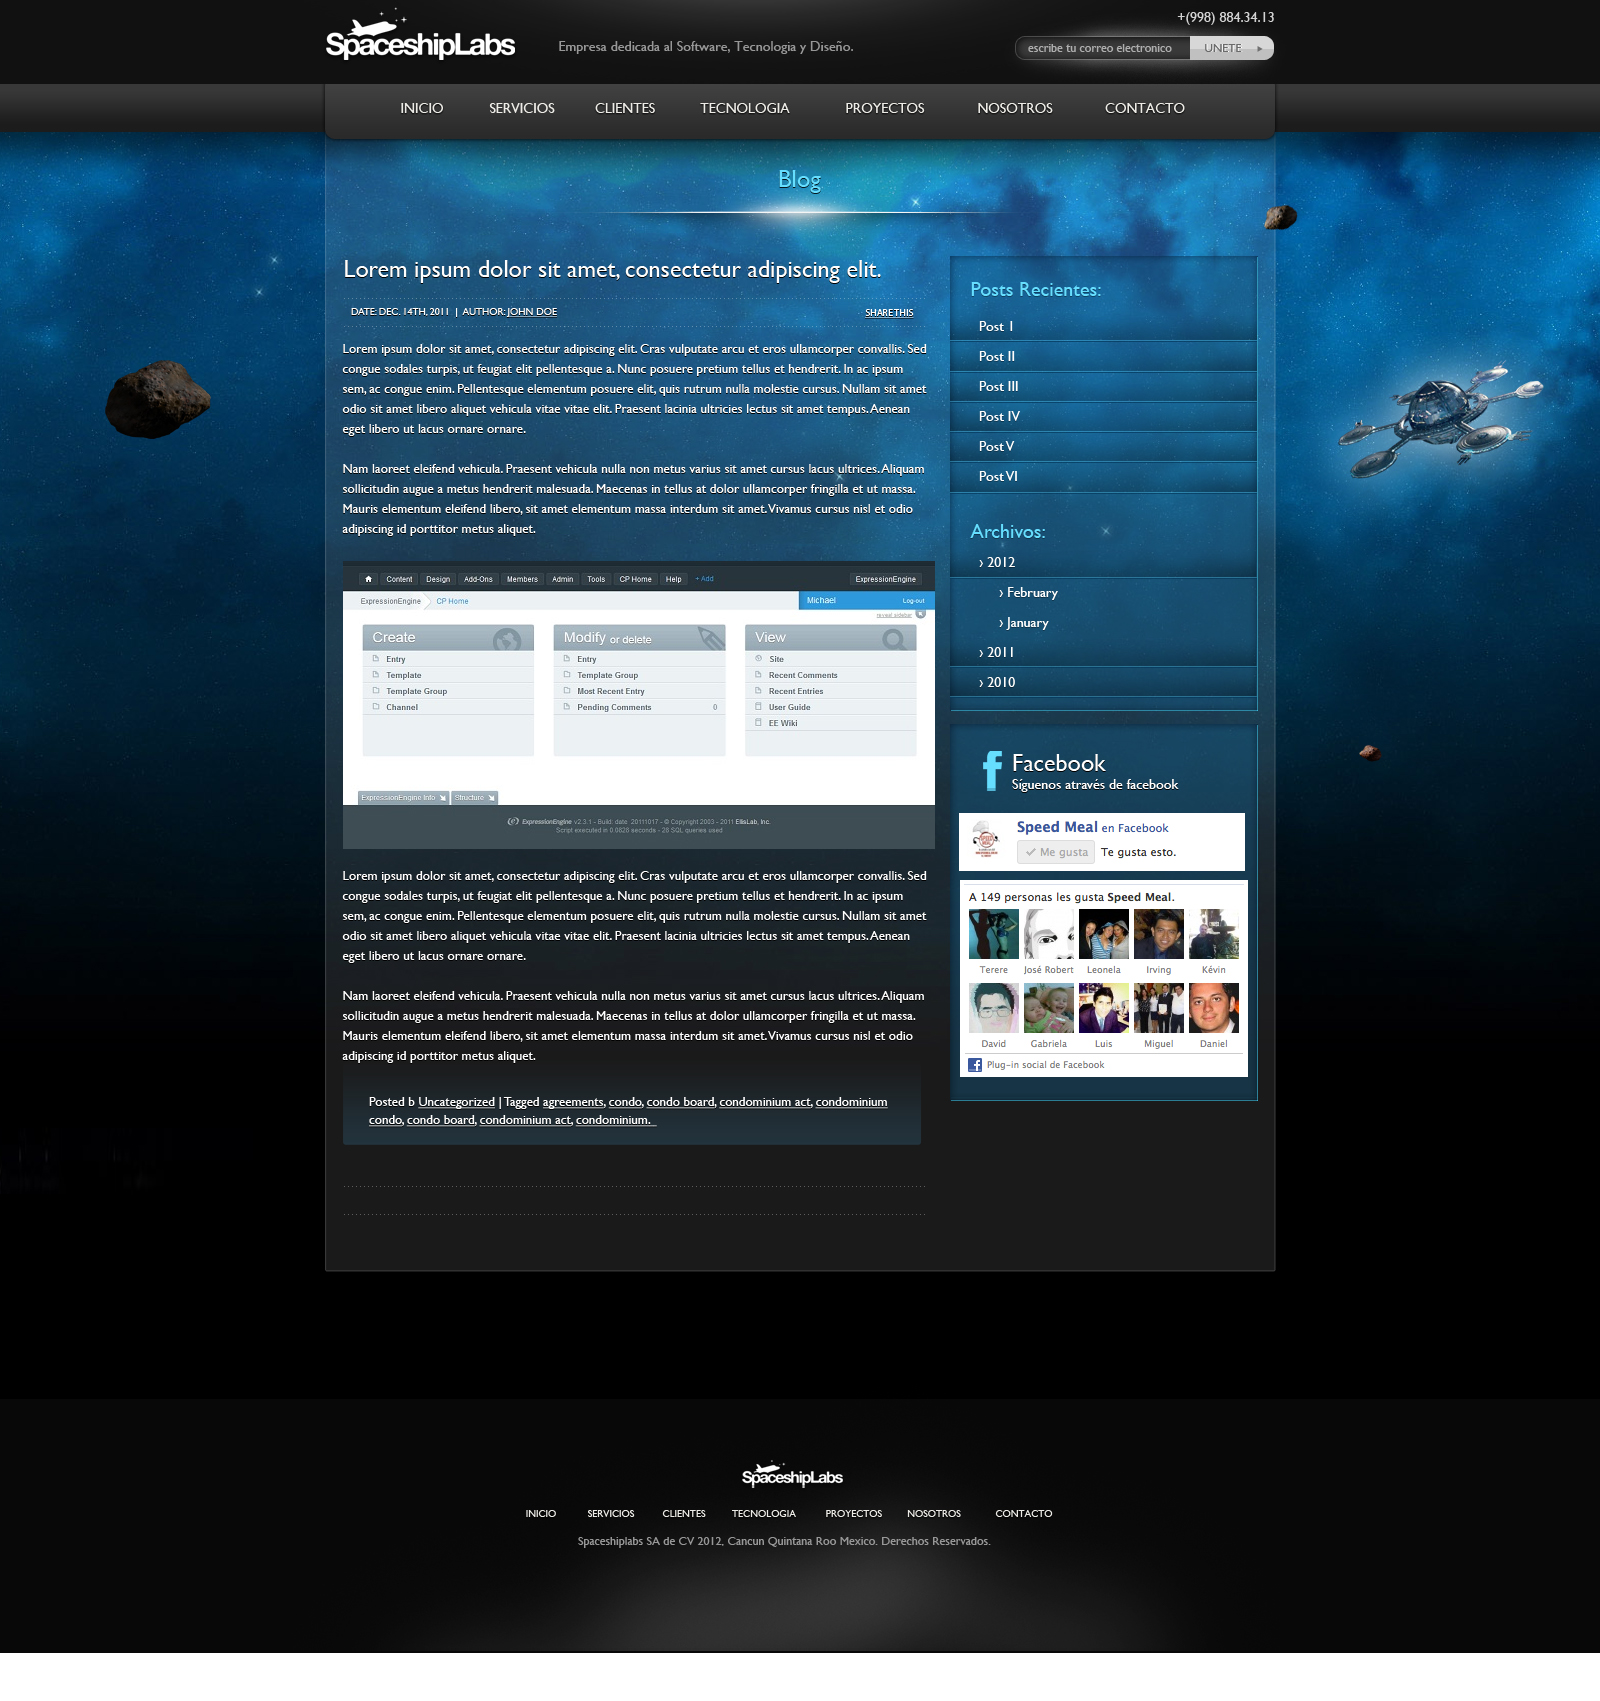 SpaceshipLabs
Empresa dedicada al Software, Tecnologia y Diseño.
+(998) 884.34.13
escribe tu correo electronico
UNETE
INICIO SERVICIOS CLIENTES TECNOLOGIA PROYECTOS NOSOTROS CONTACTO
Blog
Lorem ipsum dolor sit amet, consectetur adipiscing elit.
DATE: DEC. 14TH, 2011 | AUTHOR: JOHN DOE
SHARE THIS
Lorem ipsum dolor sit amet, consectetur adipiscing elit. Cras vulputate arcu et eros ullamcorper convallis. Sed
congue sodales turpis, ut feugiat elit pellentesque a. Nunc posuere pretium tellus et hendrerit. In ac ipsum
sem, ac congue enim. Pellentesque elementum posuere elit, quis rutrum nulla molestie cursus. Nullam sit amet
odio sit amet libero aliquet vehicula vitae vitae elit. Praesent lacinia ultricies lectus sit amet tempus. Aenean
eget libero ut lacus ornare ornare.
Nam laoreet eleifend vehicula. Praesent vehicula nulla non metus varius sit amet cursus lacus ultrices. Aliquam
sollicitudin augue a metus hendrerit malesuada. Maecenas in tellus at dolor ullamcorper fringilla et ut massa.
Mauris elementum eleifend libero, sit amet elementum massa interdum sit amet. Vivamus cursus nisl et odio
adipiscing id porttitor metus aliquet.
Content Design Add-Ons Members Admin Tools CP Home Help + Add ExpressionEngine
ExpressionEngine CP Home Michael Log-out
reveal sidebar
Create
Entry
Template
Template Group
Channel
Modify or delete
Entry
Template Group
Most Recent Entry
Pending Comments 0
View
Site
Recent Comments
Recent Entries
User Guide
EE Wiki
ExpressionEngine Info Structure
ExpressionEngine v2.3.1 - Build: date 20111017 - © Copyright 2003 - 2011 EllisLab, Inc.
Script executed in 0.0828 seconds - 28 SQL queries used
Lorem ipsum dolor sit amet, consectetur adipiscing elit. Cras vulputate arcu et eros ullamcorper convallis. Sed
congue sodales turpis, ut feugiat elit pellentesque a. Nunc posuere pretium tellus et hendrerit. In ac ipsum
sem, ac congue enim. Pellentesque elementum posuere elit, quis rutrum nulla molestie cursus. Nullam sit amet
odio sit amet libero aliquet vehicula vitae vitae elit. Praesent lacinia ultricies lectus sit amet tempus. Aenean
eget libero ut lacus ornare ornare.
Nam laoreet eleifend vehicula. Praesent vehicula nulla non metus varius sit amet cursus lacus ultrices. Aliquam
sollicitudin augue a metus hendrerit malesuada. Maecenas in tellus at dolor ullamcorper fringilla et ut massa.
Mauris elementum eleifend libero, sit amet elementum massa interdum sit amet. Vivamus cursus nisl et odio
adipiscing id porttitor metus aliquet.
Posted b Uncategorized | Tagged agreements, condo, condo board, condominium act, condominium
condo, condo board, condominium act, condominium.
Posts Recientes:
Post 1
Post II
Post III
Post IV
Post V
Post VI
Archivos:
› 2012
› February
› January
› 2011
› 2010
Facebook
Síguenos através de facebook
Speed Meal en Facebook
Me gusta Te gusta esto.
A 149 personas les gusta Speed Meal.
Terere José Robert Leonela Irving Kévin
David Gabriela Luis Miguel Daniel
Plug-in social de Facebook
SpaceshipLabs
INICIO SERVICIOS CLIENTES TECNOLOGIA PROYECTOS NOSOTROS CONTACTO
Spaceshiplabs SA de CV 2012, Cancun Quintana Roo Mexico. Derechos Reservados.